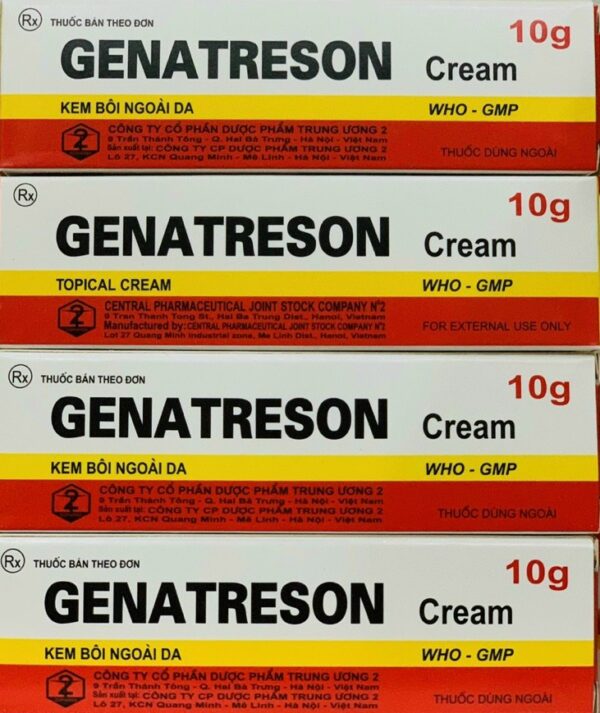 Rx THUỐC BÁN THEO ĐƠN
10g
GENATRESON Cream
KEM BÔI NGOÀI DA WHO - GMP
CÔNG TY CỔ PHẦN DƯỢC PHẨM TRUNG ƯƠNG 2
9 Trần Thánh Tông - Q. Hai Bà Trưng - Hà Nội - Việt Nam
Sản xuất tại: CÔNG TY CP DƯỢC PHẨM TRUNG ƯƠNG 2
Lô 27, KCN Quang Minh - Mê Linh - Hà Nội - Việt Nam
THUỐC DÙNG NGOÀI
Rx
10g
GENATRESON Cream
TOPICAL CREAM WHO - GMP
CENTRAL PHARMACEUTICAL JOINT STOCK COMPANY Nº2
9 Tran Thanh Tong St., Hai Ba Trung Dist., Hanoi, Vietnam
Manufactured by: CENTRAL PHARMACEUTICAL JOINT STOCK COMPANY Nº2
Lot 27 Quang Minh industrial zone, Me Linh Dist., Hanoi, Vietnam
FOR EXTERNAL USE ONLY
Rx THUỐC BÁN THEO ĐƠN
10g
GENATRESON Cream
KEM BÔI NGOÀI DA WHO - GMP
CÔNG TY CỔ PHẦN DƯỢC PHẨM TRUNG ƯƠNG 2
9 Trần Thánh Tông - Q. Hai Bà Trưng - Hà Nội - Việt Nam
Sản xuất tại: CÔNG TY CP DƯỢC PHẨM TRUNG ƯƠNG 2
Lô 27, KCN Quang Minh - Mê Linh - Hà Nội - Việt Nam
THUỐC DÙNG NGOÀI
Rx THUỐC BÁN THEO ĐƠN
10g
GENATRESON Cream
KEM BÔI NGOÀI DA WHO - GMP
CÔNG TY CỔ PHẦN DƯỢC PHẨM TRUNG ƯƠNG 2
9 Trần Thánh Tông - Q. Hai Bà Trưng - Hà Nội - Việt Nam
Sản xuất tại: CÔNG TY CP DƯỢC PHẨM TRUNG ƯƠNG 2
Lô 27, KCN Quang Minh - Mê Linh - Hà Nội - Việt Nam
THUỐC DÙNG NGOÀI